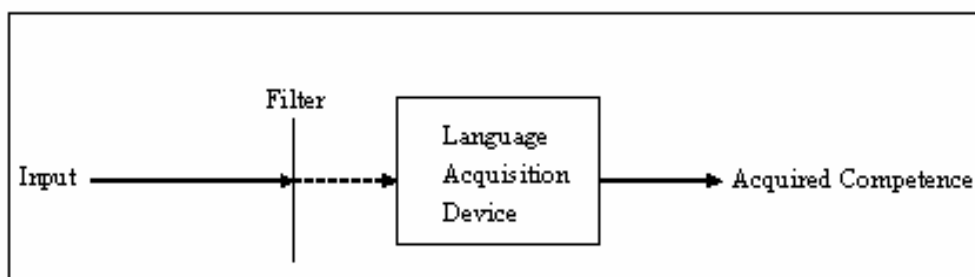 Filter
Input
Language
Acquisition
Device
Acquired Competence